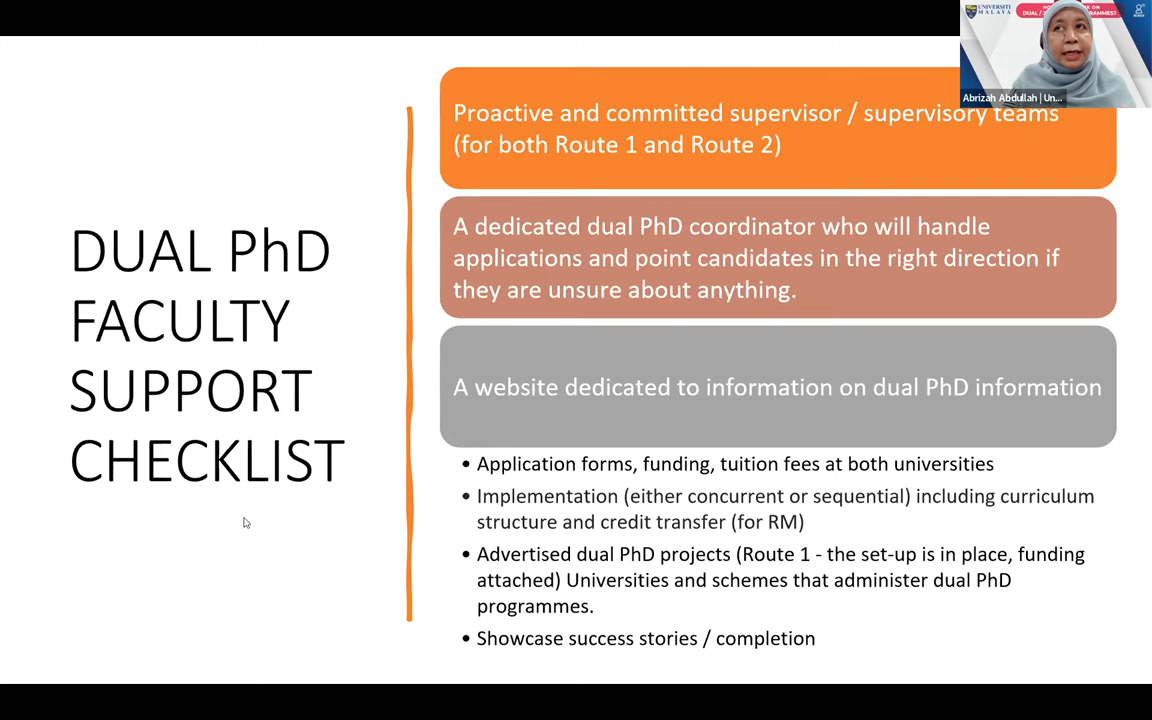 DUAL PhD
FACULTY
SUPPORT
CHECKLIST
Proactive and committed supervisor / supervisory teams
(for both Route 1 and Route 2)
A dedicated dual PhD coordinator who will handle
applications and point candidates in the right direction if
they are unsure about anything.
A website dedicated to information on dual PhD information
• Application forms, funding, tuition fees at both universities
• Implementation (either concurrent or sequential) including curriculum
structure and credit transfer (for RM)
• Advertised dual PhD projects (Route 1 - the set-up is in place, funding
attached) Universities and schemes that administer dual PhD
programmes.
• Showcase success stories / completion
UNIVERSITI
MALAYA
Abrizah Abdullah | Un...